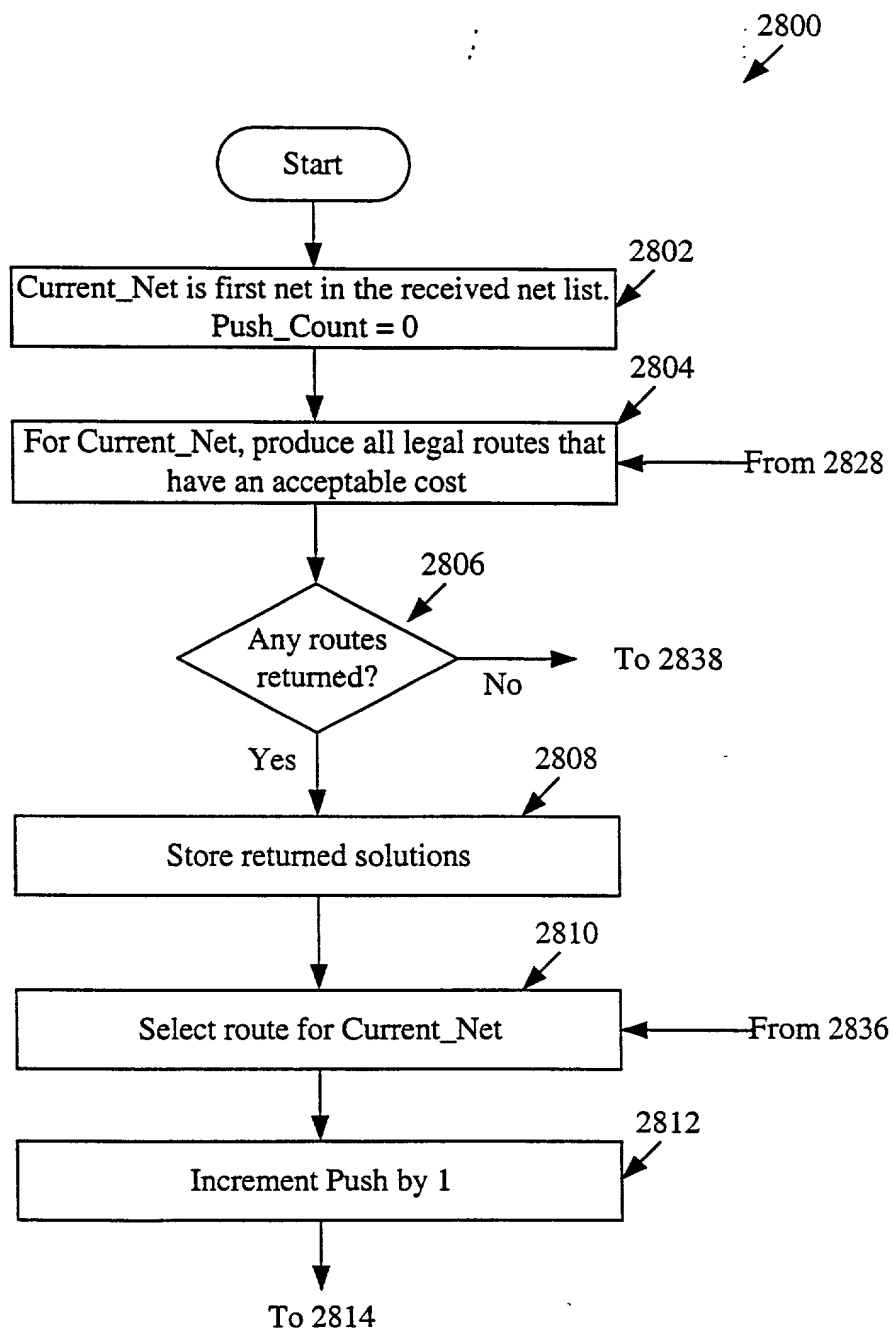 2800
Start
2802
Current_Net is first net in the received net list.
Push_Count = 0
2804
For Current_Net, produce all legal routes that
have an acceptable cost
From 2828
2806
Any routes
returned?
No
To 2838
Yes
2808
Store returned solutions
2810
Select route for Current_Net
From 2836
2812
Increment Push by 1
To 2814